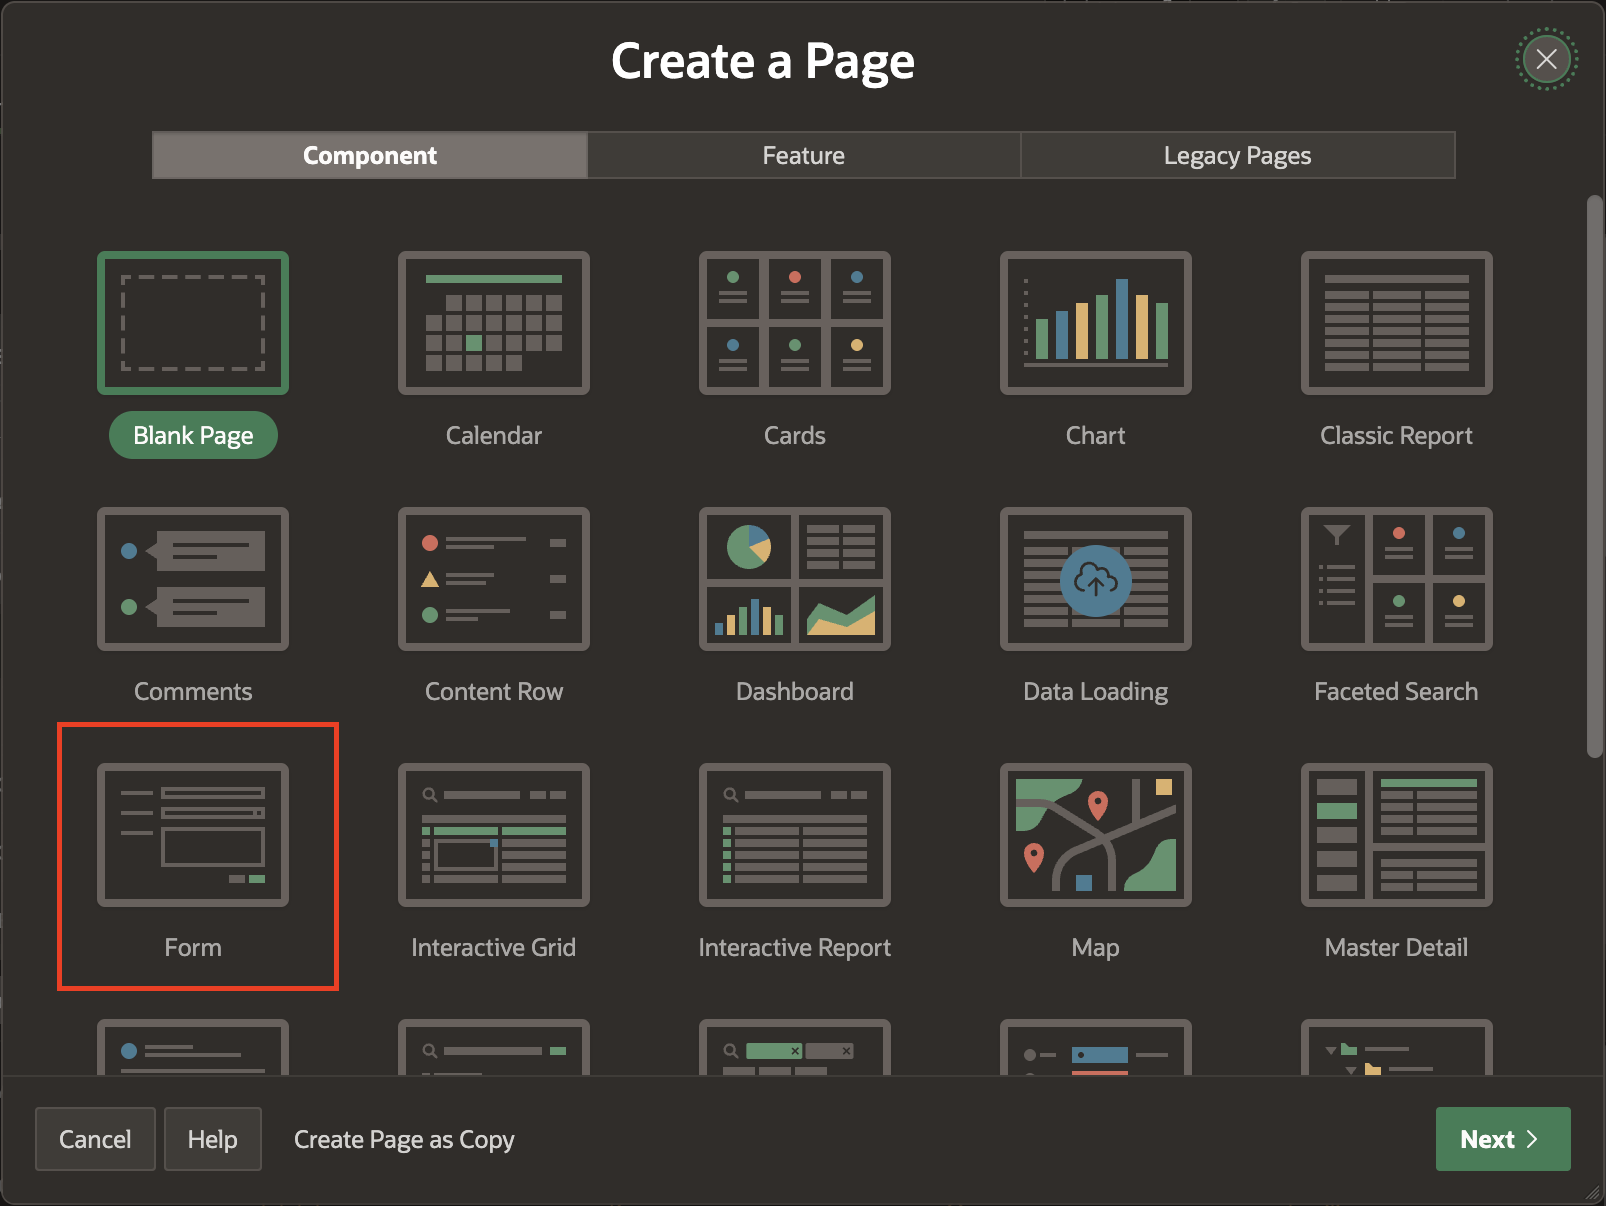 Create a Page
Component
Feature
Legacy Pages
Blank Page
Calendar
Cards
Chart
Classic Report
Comments
Content Row
Dashboard
Data Loading
Faceted Search
Form
Interactive Grid
Interactive Report
Map
Master Detail
Cancel
Help
Create Page as Copy
Next